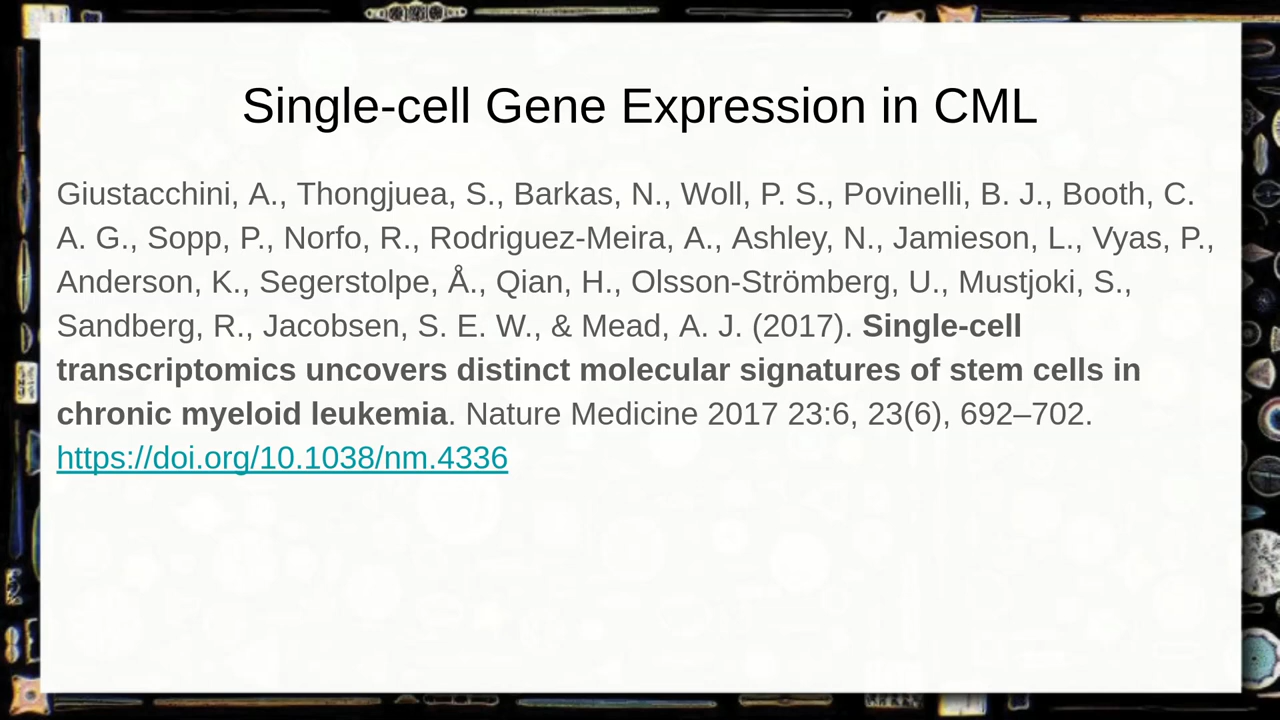 Single-cell Gene Expression in CML
Giustacchini, A., Thongjuea, S., Barkas, N., Woll, P. S., Povinelli, B. J., Booth, C.
A. G., Sopp, P., Norfo, R., Rodriguez-Meira, A., Ashley, N., Jamieson, L., Vyas, P.,
Anderson, K., Segerstolpe, Å., Qian, H., Olsson-Strömberg, U., Mustjoki, S.,
Sandberg, R., Jacobsen, S. E. W., & Mead, A. J. (2017). Single-cell
transcriptomics uncovers distinct molecular signatures of stem cells in
chronic myeloid leukemia. Nature Medicine 2017 23:6, 23(6), 692–702.
https://doi.org/10.1038/nm.4336